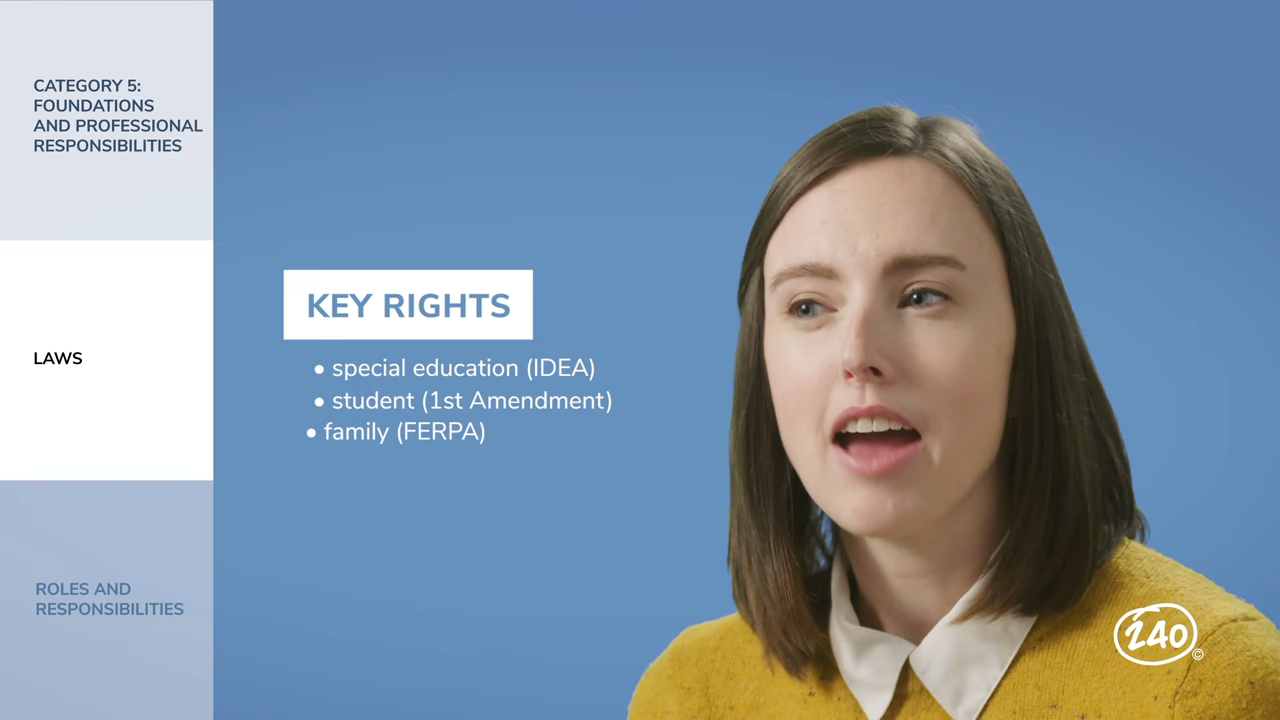 CATEGORY 5:
FOUNDATIONS
AND PROFESSIONAL
RESPONSIBILITIES
LAWS
ROLES AND
RESPONSIBILITIES
KEY RIGHTS
• special education (IDEA)
• student (1st Amendment)
• family (FERPA)
240
©